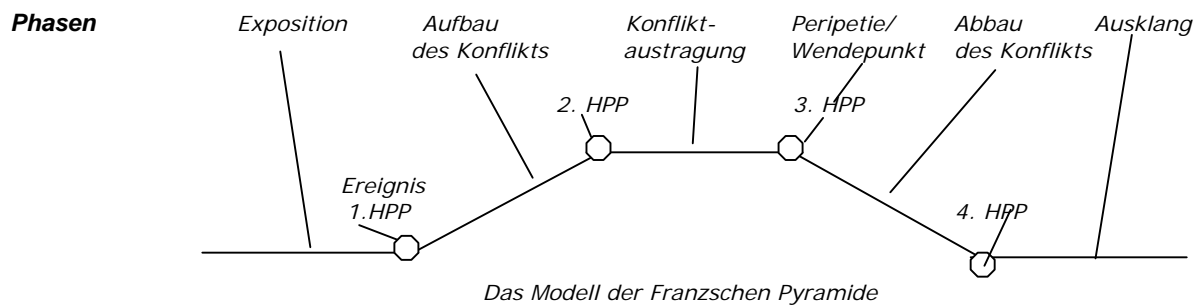 Phasen
Exposition
Aufbau
des Konflikts
Konflikt-
austragung
Peripetie/
Wendepunkt
Abbau
des Konflikts
Ausklang
2. HPP
3. HPP
Ereignis
1.HPP
4. HPP
Das Modell der Franzschen Pyramide